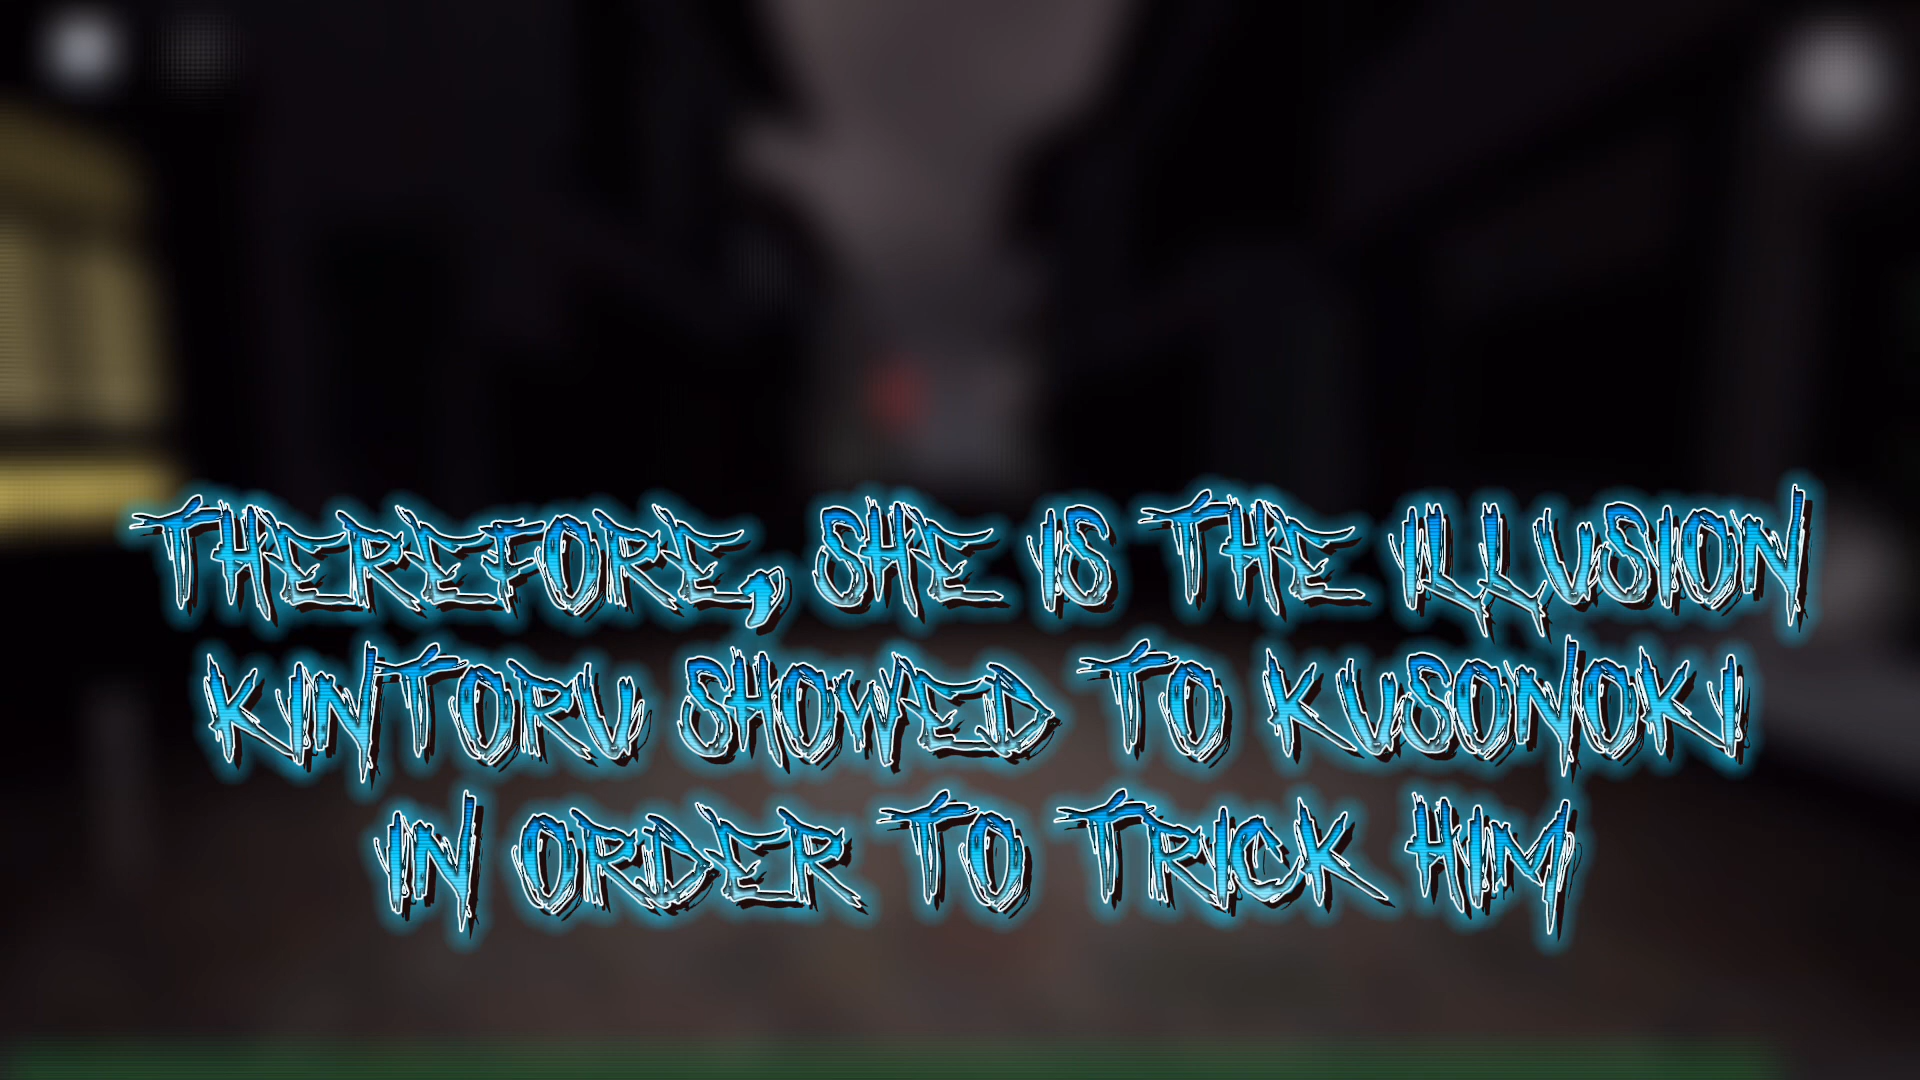 THEREFORE, SHE IS THE ILLUSION
KINTORU SHOWED TO KUSONOKI
IN ORDER TO TRICK HIM